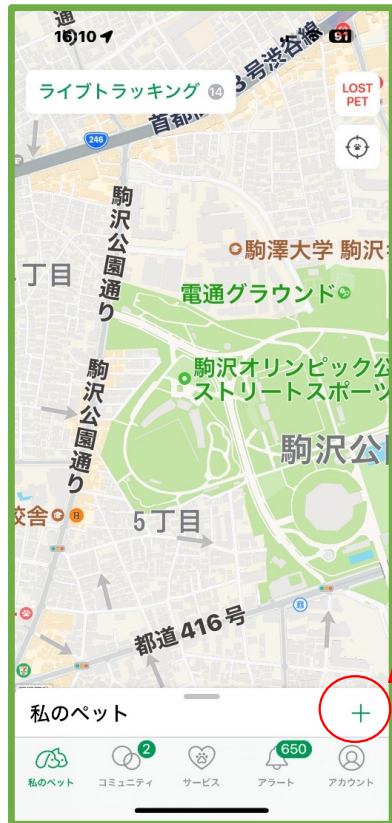 通り
16:10
91
3号渋谷線
ライブトラッキング 14
LOST
PET
首都
246
駒沢公園通り
駒澤大学 駒沢
丁目
電通グラウンド
駒沢オリンピック公
ストリートスポーツ
駒沢公園通り
駒沢公
校舎
5丁目
都道416号
私のペット
+
2
650
私のペット
コミュニティ
サービス
アラート
アカウント